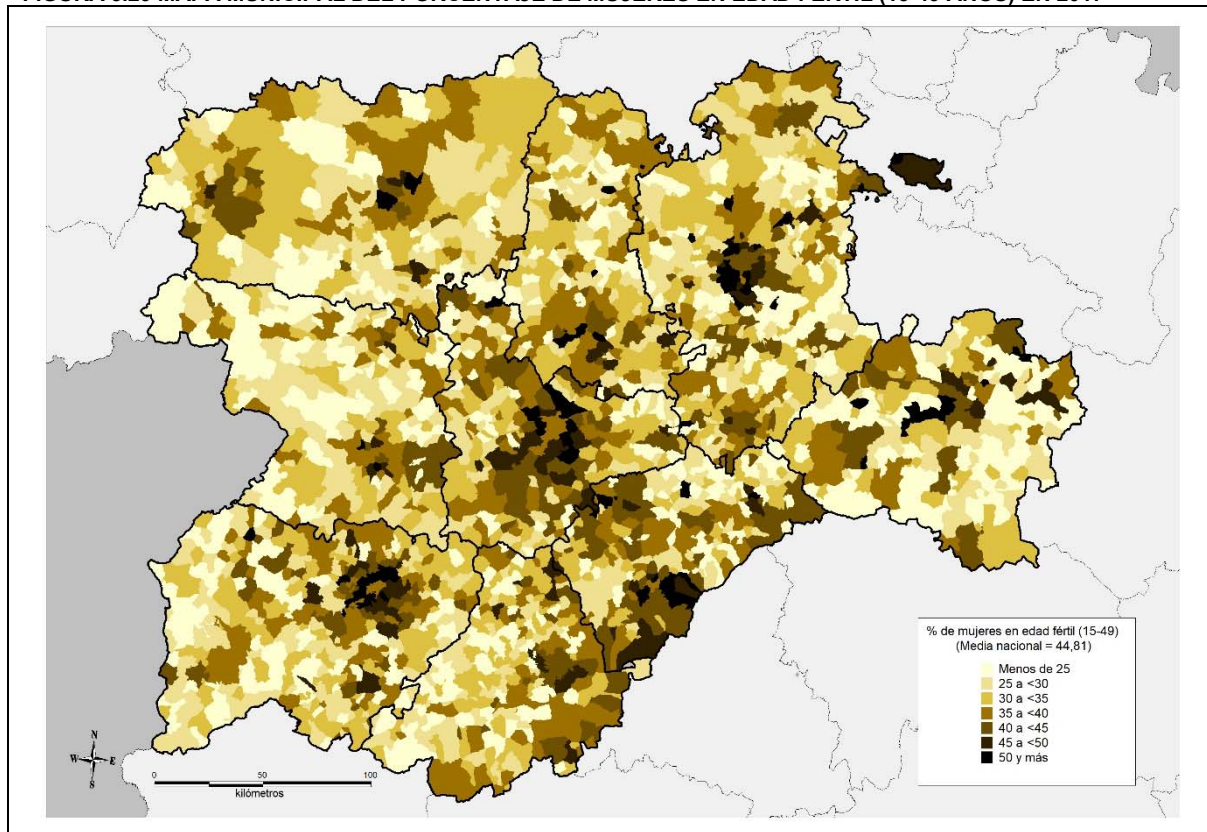 % de mujeres en edad fértil (15-49)
(Media nacional = 44,81)
Menos de 25
25 a <30
30 a <35
35 a <40
40 a <45
45 a <50
50 y más
N
W E
S
0 50 100
kilómetros